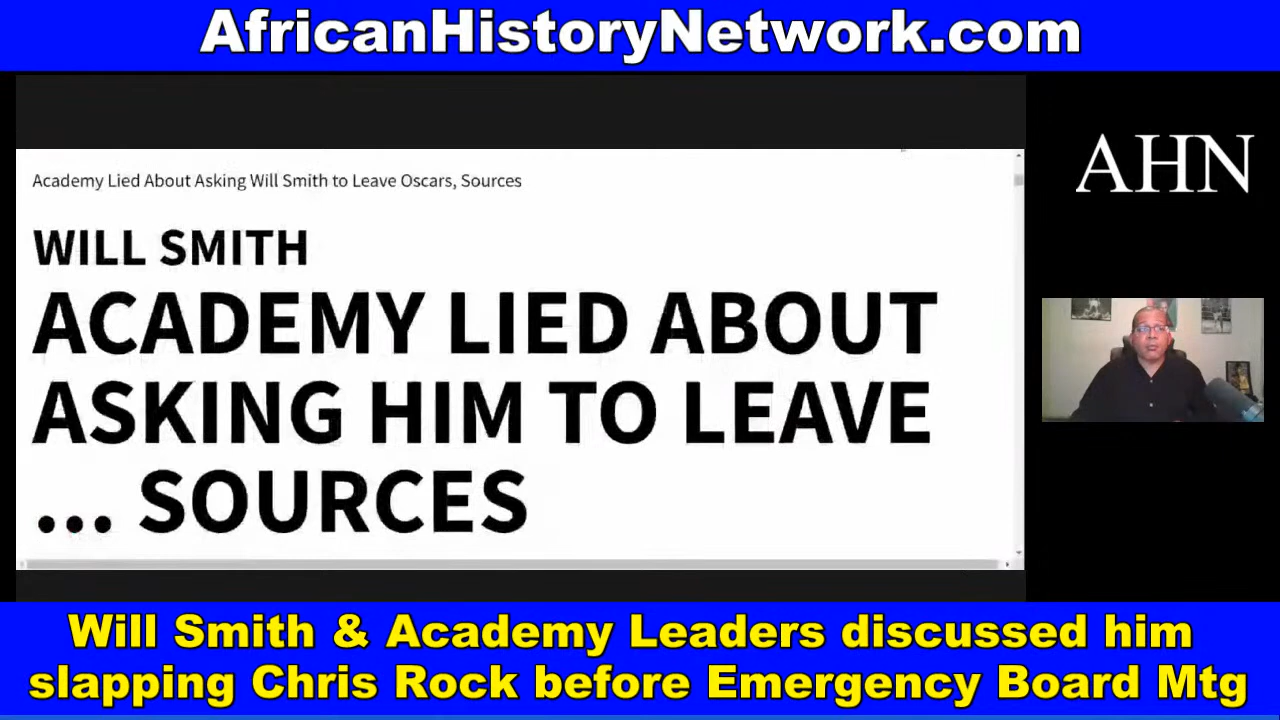 AfricanHistoryNetwork.com
Academy Lied About Asking Will Smith to Leave Oscars, Sources
WILL SMITH
ACADEMY LIED ABOUT
ASKING HIM TO LEAVE
... SOURCES
AHN
Will Smith & Academy Leaders discussed him
slapping Chris Rock before Emergency Board Mtg